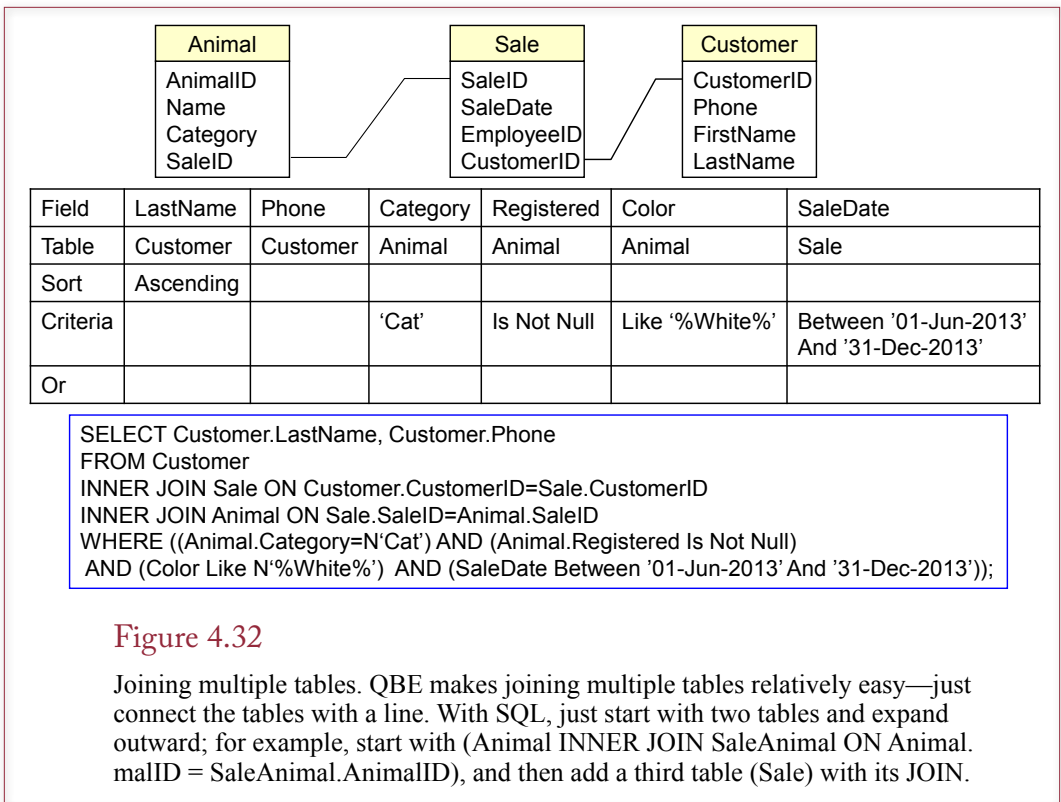 Animal
AnimalID
Name
Category
SaleID
Sale
SaleID
SaleDate
EmployeeID
CustomerID
Customer
CustomerID
Phone
FirstName
LastName
Field LastName Phone Category Registered Color SaleDate
Table Customer Customer Animal Animal Animal Sale
Sort Ascending
Criteria ‘Cat’ Is Not Null Like ‘%White%’ Between ’01-Jun-2013’
And ’31-Dec-2013’
Or
SELECT Customer.LastName, Customer.Phone
FROM Customer
INNER JOIN Sale ON Customer.CustomerID=Sale.CustomerID
INNER JOIN Animal ON Sale.SaleID=Animal.SaleID
WHERE ((Animal.Category=N‘Cat’) AND (Animal.Registered Is Not Null)
AND (Color Like N‘%White%’) AND (SaleDate Between ’01-Jun-2013’ And ’31-Dec-2013’));
Figure 4.32
Joining multiple tables. QBE makes joining multiple tables relatively easy—just
connect the tables with a line. With SQL, just start with two tables and expand
outward; for example, start with (Animal INNER JOIN SaleAnimal ON Animal.
malID = SaleAnimal.AnimalID), and then add a third table (Sale) with its JOIN.